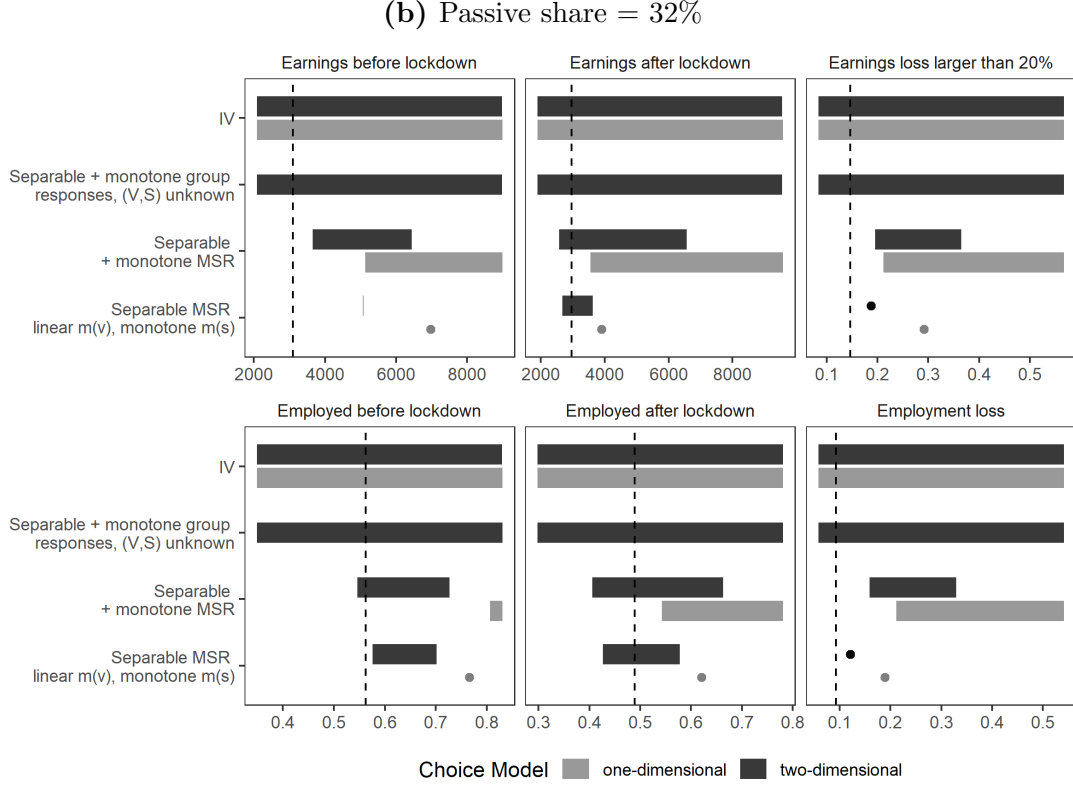 (b) Passive share = 32%
Earnings before lockdown
Earnings after lockdown
Earnings loss larger than 20%
IV
Separable + monotone group
responses, (V,S) unknown
Separable
+ monotone MSR
Separable MSR
linear m(v), monotone m(s)
2000 4000 6000 8000
2000 4000 6000 8000
0.1 0.2 0.3 0.4 0.5
Employed before lockdown
Employed after lockdown
Employment loss
IV
Separable + monotone group
responses, (V,S) unknown
Separable
+ monotone MSR
Separable MSR
linear m(v), monotone m(s)
0.4 0.5 0.6 0.7 0.8
0.3 0.4 0.5 0.6 0.7 0.8
0.1 0.2 0.3 0.4 0.5
Choice Model one-dimensional two-dimensional